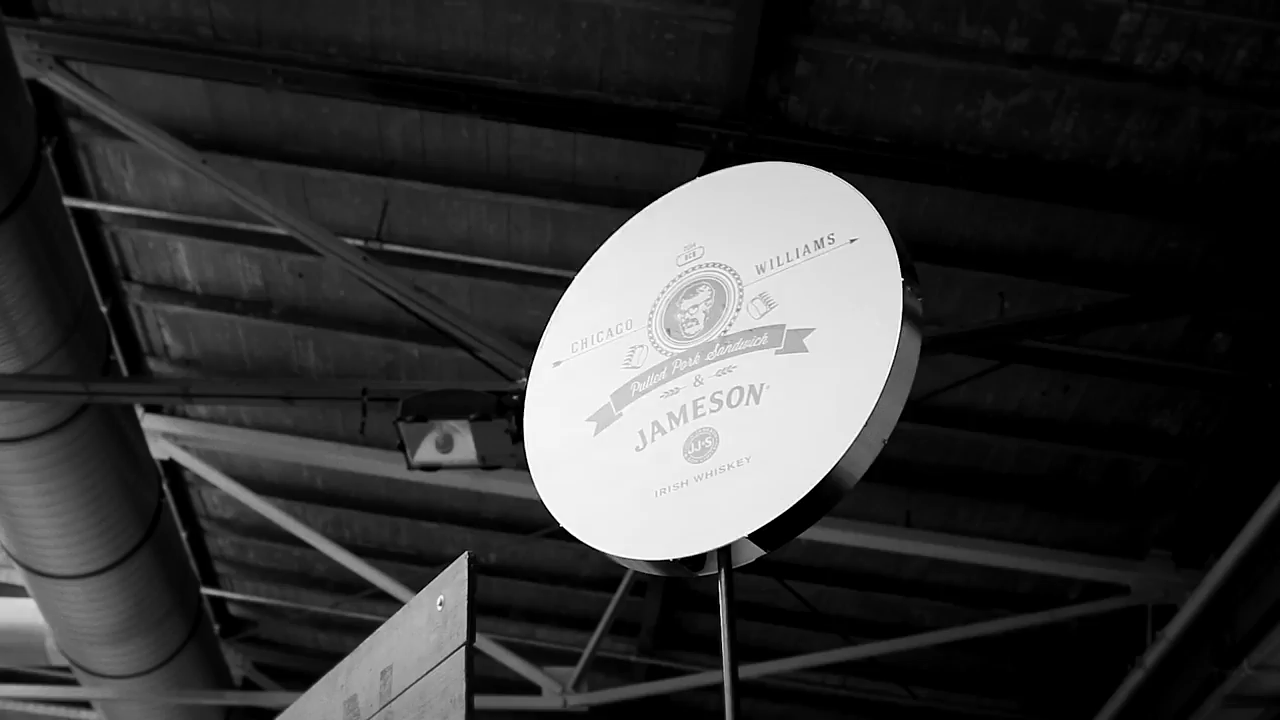 CHICAGO WILLIAMS
Pulled Pork Sandwich
&
JAMESON
JJ&S
IRISH WHISKEY